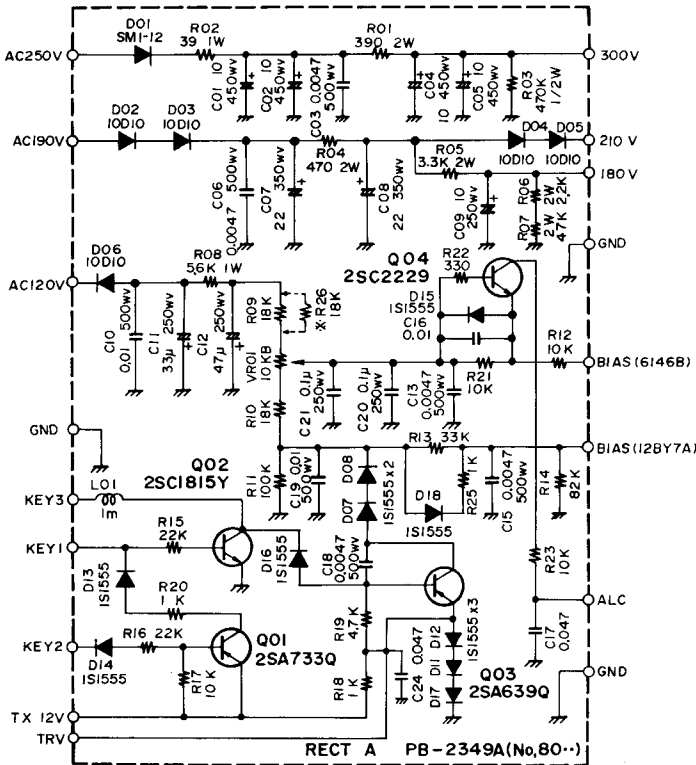 D01
SM1-12
R02
39 1W
R01
390 2W
AC250V
300V
C01 10
450wv
C02 10
450wv
C03 0.0047
500wv
C04
10 450wv
C05 10
450wv
R03
470K
1/2W
D02
10D10
D03
10D10
AC190V
R04
470 2W
R05
3.3K 2W
D04
10D10
D05
10D10
210V
180V
C06
0.0047
500wv
C07
22
350wv
C08
22
350wv
C09 10
250wv
R06
2W
2.2K
R07
2W
47K
GND
D06
10D10
R08
5.6K 1W
AC120V
Q04
2SC2229
R22
330
C10
0.01
500wv
C11
33μ
250wv
C12
47μ
250wv
R09
18K
※R26
18K
D15
1S1555
C16
0.01
R12
10K
VR01
10KB
BIAS(6146B)
R21
10K
C21 0.1μ
250wv
C20 0.1μ
250wv
C13
0.0047
500wv
R10
18K
GND
R13 33K
BIAS(12BY7A)
L01
1m
KEY3
Q02
2SC1815Y
R11
100K
C19 0.01
500wv
D08
D07
1S1555x2
D18
1S1555
R25
1K
C15 0.0047
500wv
R14
82K
R15
22K
KEY1
D16
1S1555
C18
0.0047
500wv
D13
1S1555
R20
1K
R23
10K
R19
4.7K
ALC
KEY2
D14
1S1555
R16 22K
Q01
2SA733Q
R17
10K
R18
1K
C24 0.047
D12
D11
D17
1S1555x3
Q03
2SA639Q
C17
0.047
GND
TX 12V
TRV
RECT A PB-2349A(No,80··)